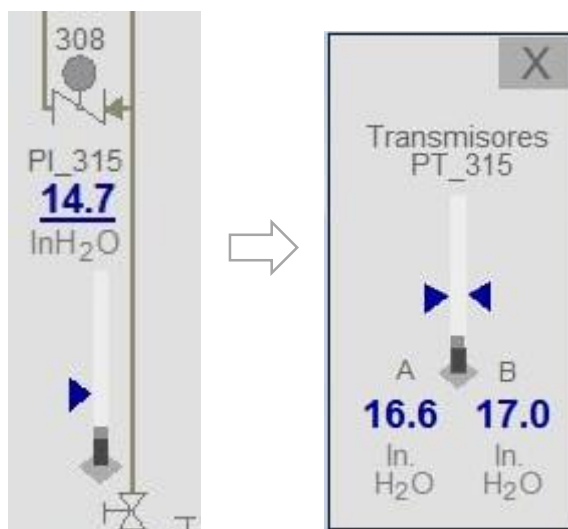 308
PI_315
14.7
InH₂O
X
Transmisores
PT_315
A B
16.6 17.0
In. In.
H₂O H₂O